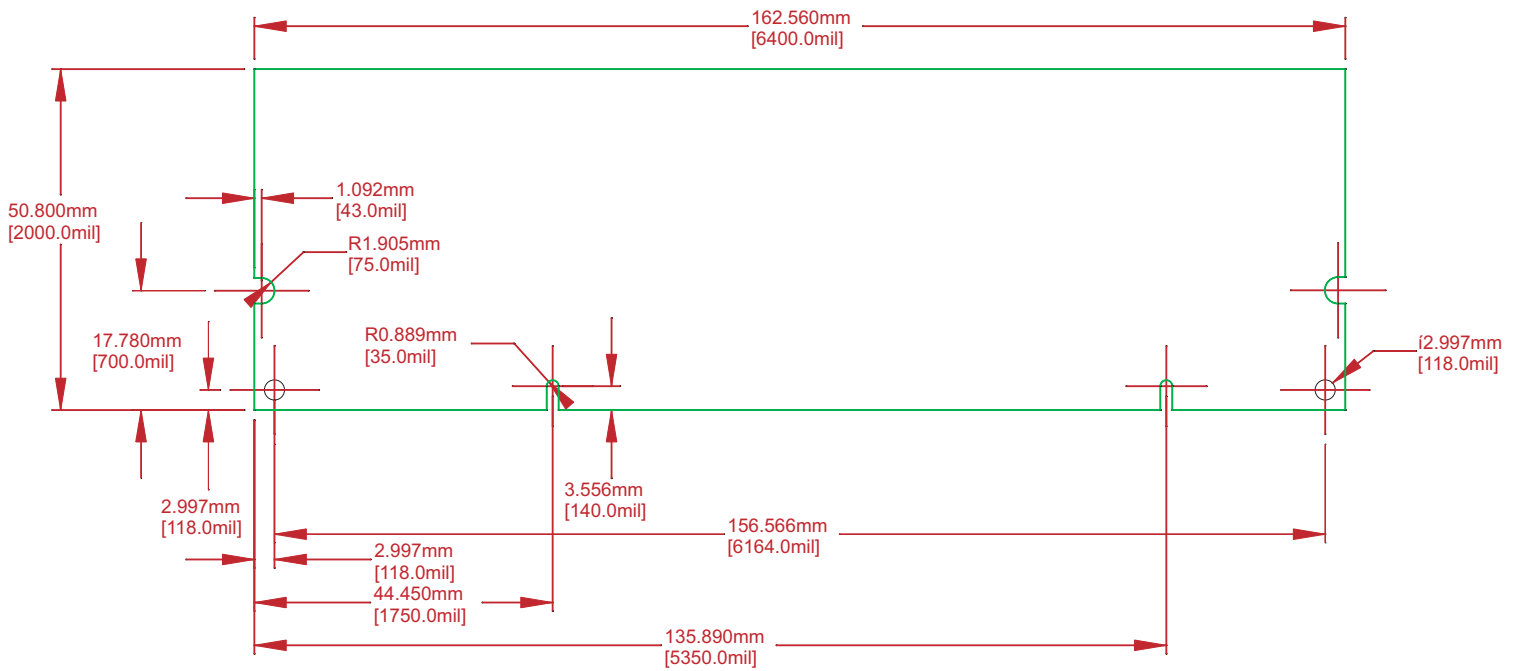 162.560mm
[6400.0mil]
1.092mm
[43.0mil]
50.800mm
[2000.0mil]
R1.905mm
[75.0mil]
17.780mm
[700.0mil]
R0.889mm
[35.0mil]
í2.997mm
[118.0mil]
2.997mm
[118.0mil]
3.556mm
[140.0mil]
156.566mm
[6164.0mil]
2.997mm
[118.0mil]
44.450mm
[1750.0mil]
135.890mm
[5350.0mil]